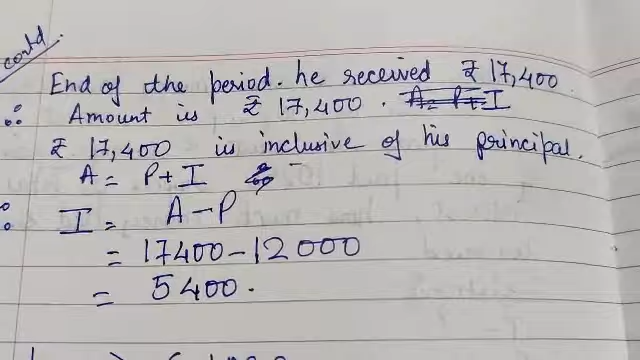 contd.
End of the period. he received ₹ 17,400
∴ Amount is ₹ 17,400. A= P+I
₹ 17,400 is inclusive of his principal.
A = P+I
∴ I = A-P
= 17400-12000
= 5400.